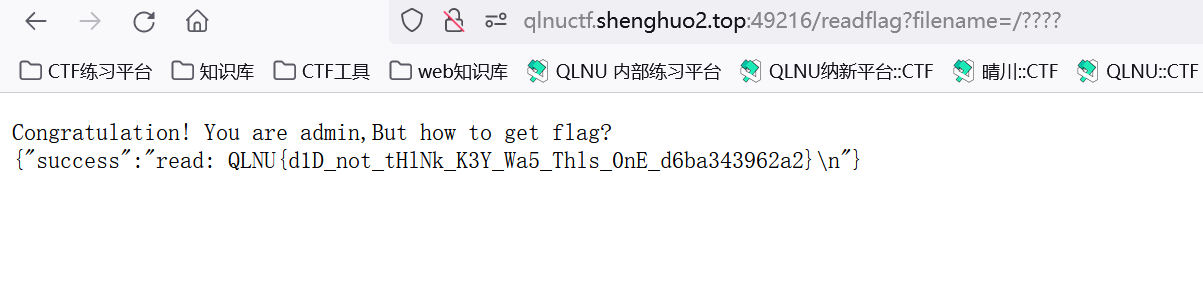 qlnuctf.shenghuo2.top:49216/readflag?filename=/????
CTF练习平台 知识库 CTF工具 web知识库 QLNU 内部练习平台 QLNU纳新平台::CTF 晴川::CTF QLNU::CTF
Congratulation! You are admin,But how to get flag?
{"success":"read: QLNU{d1D_not_tHlNk_K3Y_Wa5_Thls_0nE_d6ba343962a2}\n"}